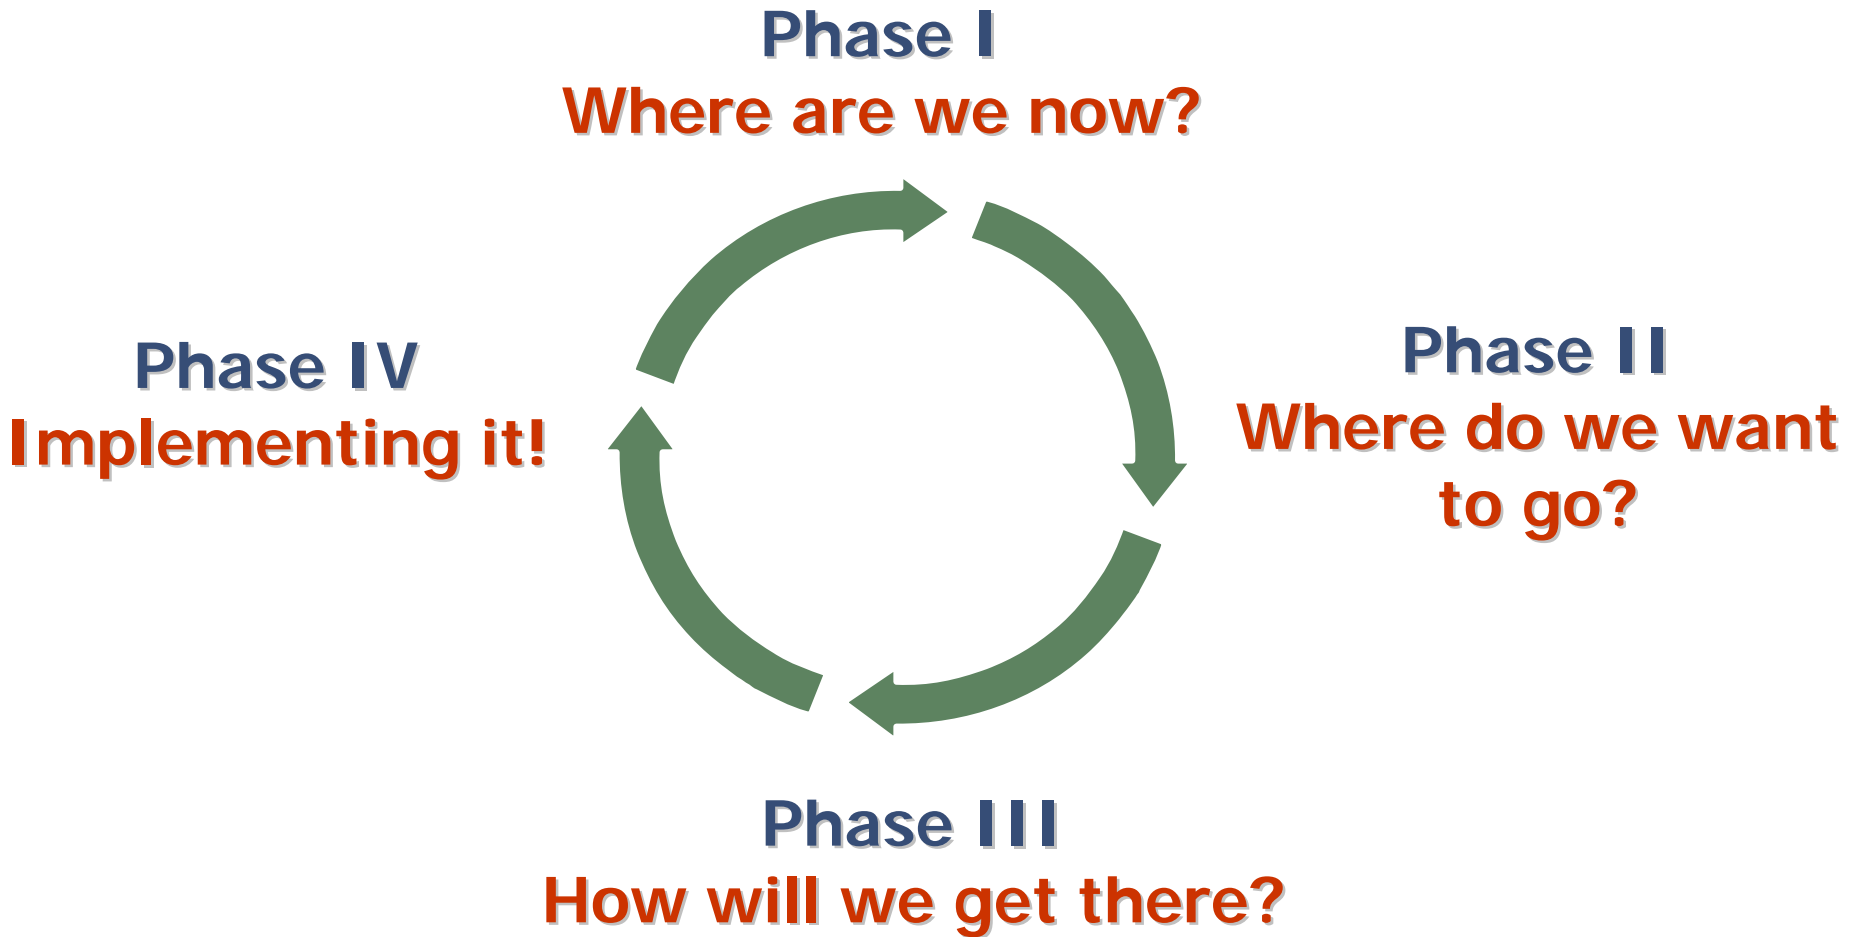 Phase I
Where are we now?
Phase II
Where do we want
to go?
Phase III
How will we get there?
Phase IV
Implementing it!